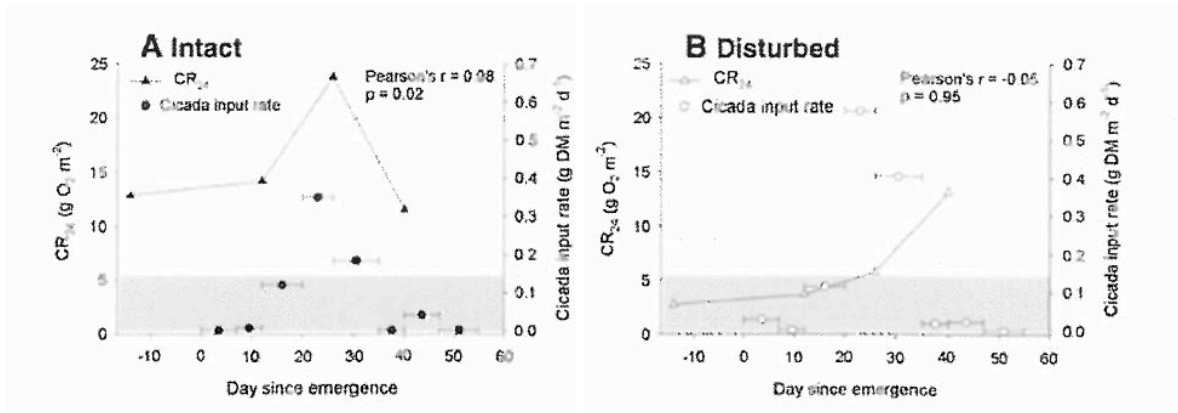 A Intact
25
20
15
10
5
0
CR24 (g O2 m-2)
CR24
Cicada input rate
Pearson's r = 0.98
p = 0.02
0.7
0.6
0.5
0.4
0.3
0.2
0.1
0.0
Cicada input rate (g DM m-2 d-1)
-10 0 10 20 30 40 50 60
Day since emergence
B Disturbed
25
20
15
10
5
0
CR24 (g O2 m-2)
CR24
Cicada input rate
Pearson's r = -0.05
p = 0.95
0.7
0.6
0.5
0.4
0.3
0.2
0.1
0.0
Cicada input rate (g DM m-2 d-1)
-10 0 10 20 30 40 50 60
Day since emergence